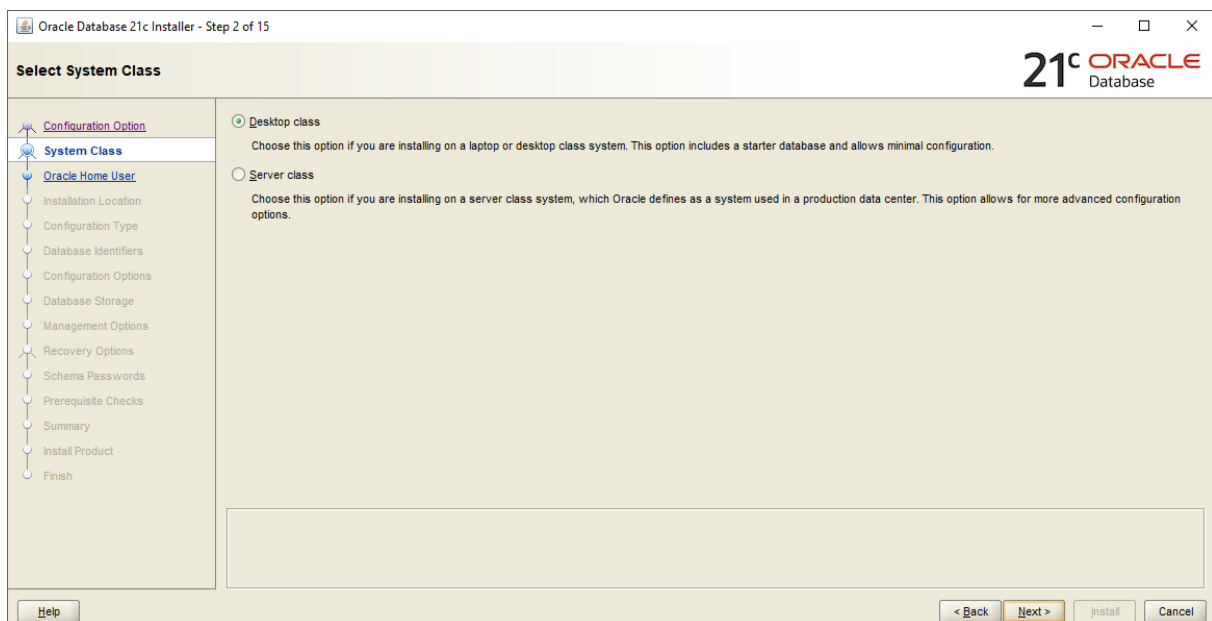 Oracle Database 21c Installer - Step 2 of 15
Select System Class
21c ORACLE
Database
Configuration Option
System Class
Oracle Home User
Installation Location
Configuration Type
Database Identifiers
Configuration Options
Database Storage
Management Options
Recovery Options
Schema Passwords
Prerequisite Checks
Summary
Install Product
Finish
Desktop class
Choose this option if you are installing on a laptop or desktop class system. This option includes a starter database and allows minimal configuration.
Server class
Choose this option if you are installing on a server class system, which Oracle defines as a system used in a production data center. This option allows for more advanced configuration
options.
Help
< Back
Next >
Install
Cancel